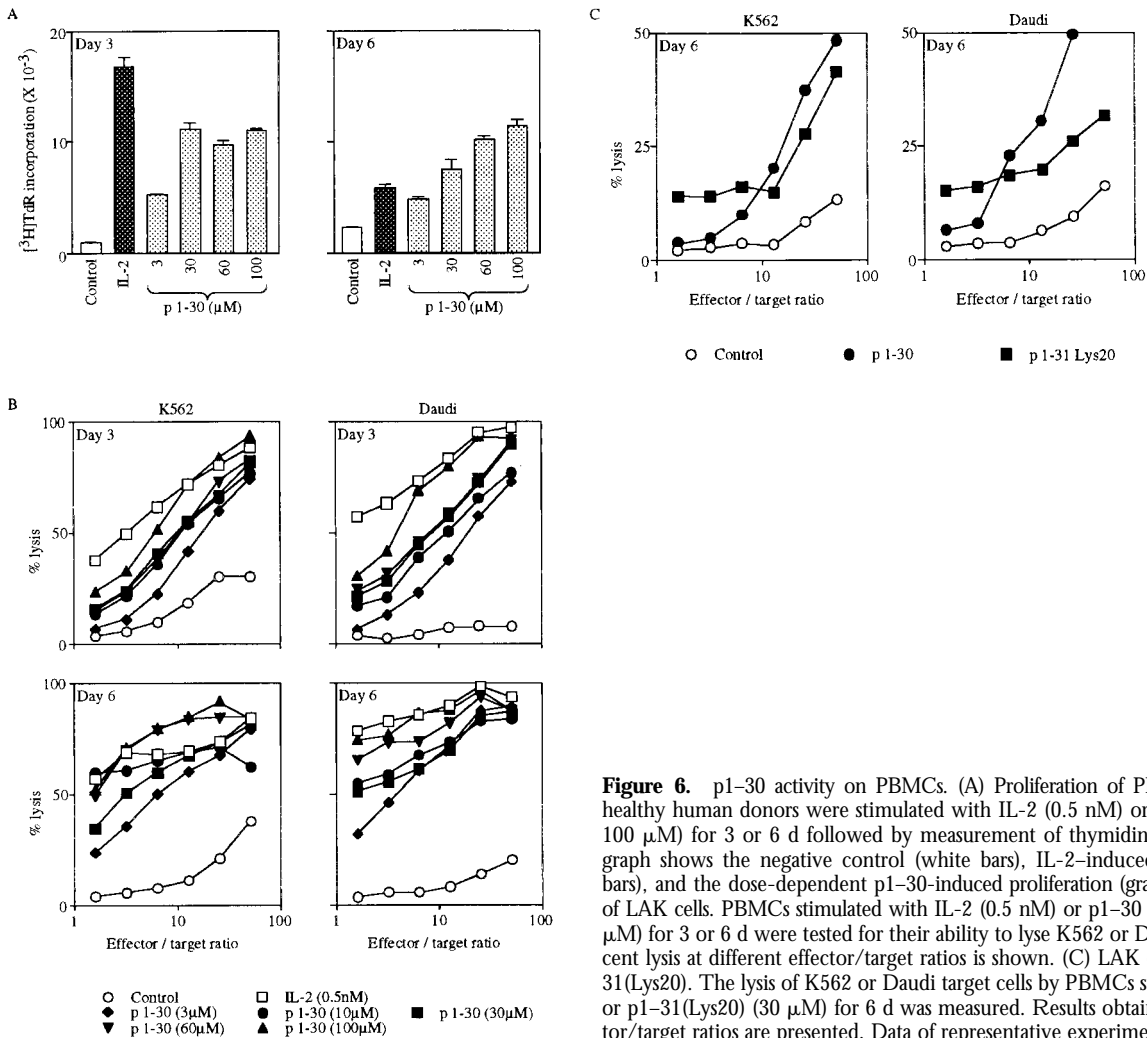 A
Day 3
Day 6
[³H]TdR incorporation (X 10⁻³)
20
10
0
Control
IL-2
3
30
60
100
p 1-30 (µM)
Control
IL-2
3
30
60
100
p 1-30 (µM)
C
K562
Daudi
Day 6
Day 6
% lysis
50
25
0
50
25
0
1
10
100
1
10
100
Effector / target ratio
Effector / target ratio
Control
p 1-30
p 1-31 Lys20
B
K562
Daudi
Day 3
Day 3
% lysis
100
50
0
Day 6
Day 6
% lysis
100
50
0
1
10
100
1
10
100
Effector / target ratio
Effector / target ratio
Control
IL-2 (0.5nM)
p 1-30 (3µM)
p 1-30 (10µM)
p 1-30 (30µM)
p 1-30 (60µM)
p 1-30 (100µM)
Figure 6. p1–30 activity on PBMCs. (A) Proliferation of
healthy human donors were stimulated with IL-2 (0.5 nM) or
100 µM) for 3 or 6 d followed by measurement of
graph shows the negative control (white bars), IL-2–induced
bars), and the dose-dependent p1–30-induced proliferation
of LAK cells. PBMCs stimulated with IL-2 (0.5 nM) or p1–30
µM) for 3 or 6 d were tested for their ability to lyse K562 or
cent lysis at different effector/target ratios is shown. (C) LAK
31(Lys20). The lysis of K562 or Daudi target cells by PBMCs
or p1–31(Lys20) (30 µM) for 6 d was measured. Results
tor/target ratios are presented. Data of representative